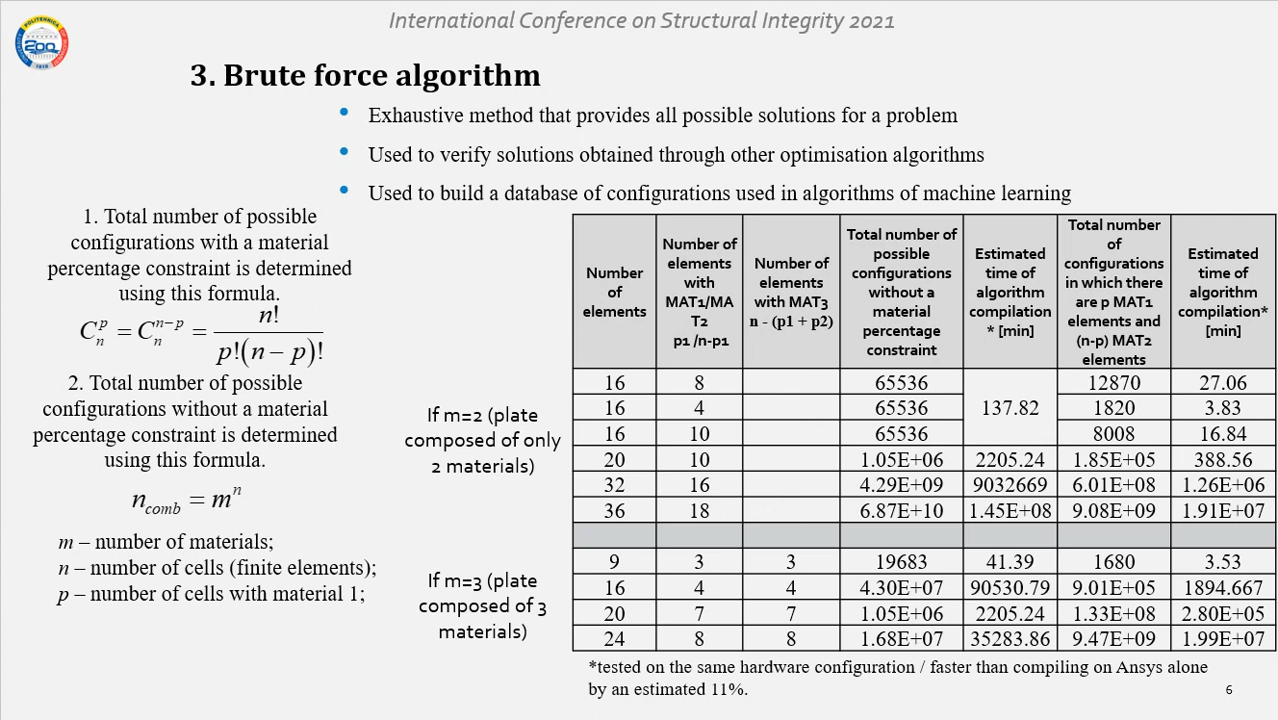 International Conference on Structural Integrity 2021
POLITEHNICA
200
1818
3. Brute force algorithm
• Exhaustive method that provides all possible solutions for a problem
• Used to verify solutions obtained through other optimisation algorithms
• Used to build a database of configurations used in algorithms of machine learning
1. Total number of possible
configurations with a material
percentage constraint is determined
using this formula.
C_n^p = C_n^{n-p} = n! / p!(n – p)!
2. Total number of possible
configurations without a material
percentage constraint is determined
using this formula.
n_comb = m^n
m – number of materials;
n – number of cells (finite elements);
p – number of cells with material 1;
If m=2 (plate
composed of only
2 materials)
If m=3 (plate
composed of 3
materials)
Number
of
elements
Number of
elements
with
MAT1/MA
T2
p1 /n-p1
Number of
elements
with MAT3
n - (p1 + p2)
Total number of
possible
configurations
without a
material
percentage
constraint
Estimated
time of
algorithm
compilation
* [min]
Total number
of
configurations
in which there
are p MAT1
elements and
(n-p) MAT2
elements
Estimated
time of
algorithm
compilation*
[min]
16 8 65536 137.82 12870 27.06
16 4 65536 1820 3.83
16 10 65536 8008 16.84
20 10 1.05E+06 2205.24 1.85E+05 388.56
32 16 4.29E+09 9032669 6.01E+08 1.26E+06
36 18 6.87E+10 1.45E+08 9.08E+09 1.91E+07
9 3 3 19683 41.39 1680 3.53
16 4 4 4.30E+07 90530.79 9.01E+05 1894.667
20 7 7 1.05E+06 2205.24 1.33E+08 2.80E+05
24 8 8 1.68E+07 35283.86 9.47E+09 1.99E+07
*tested on the same hardware configuration / faster than compiling on Ansys alone
by an estimated 11%.
6